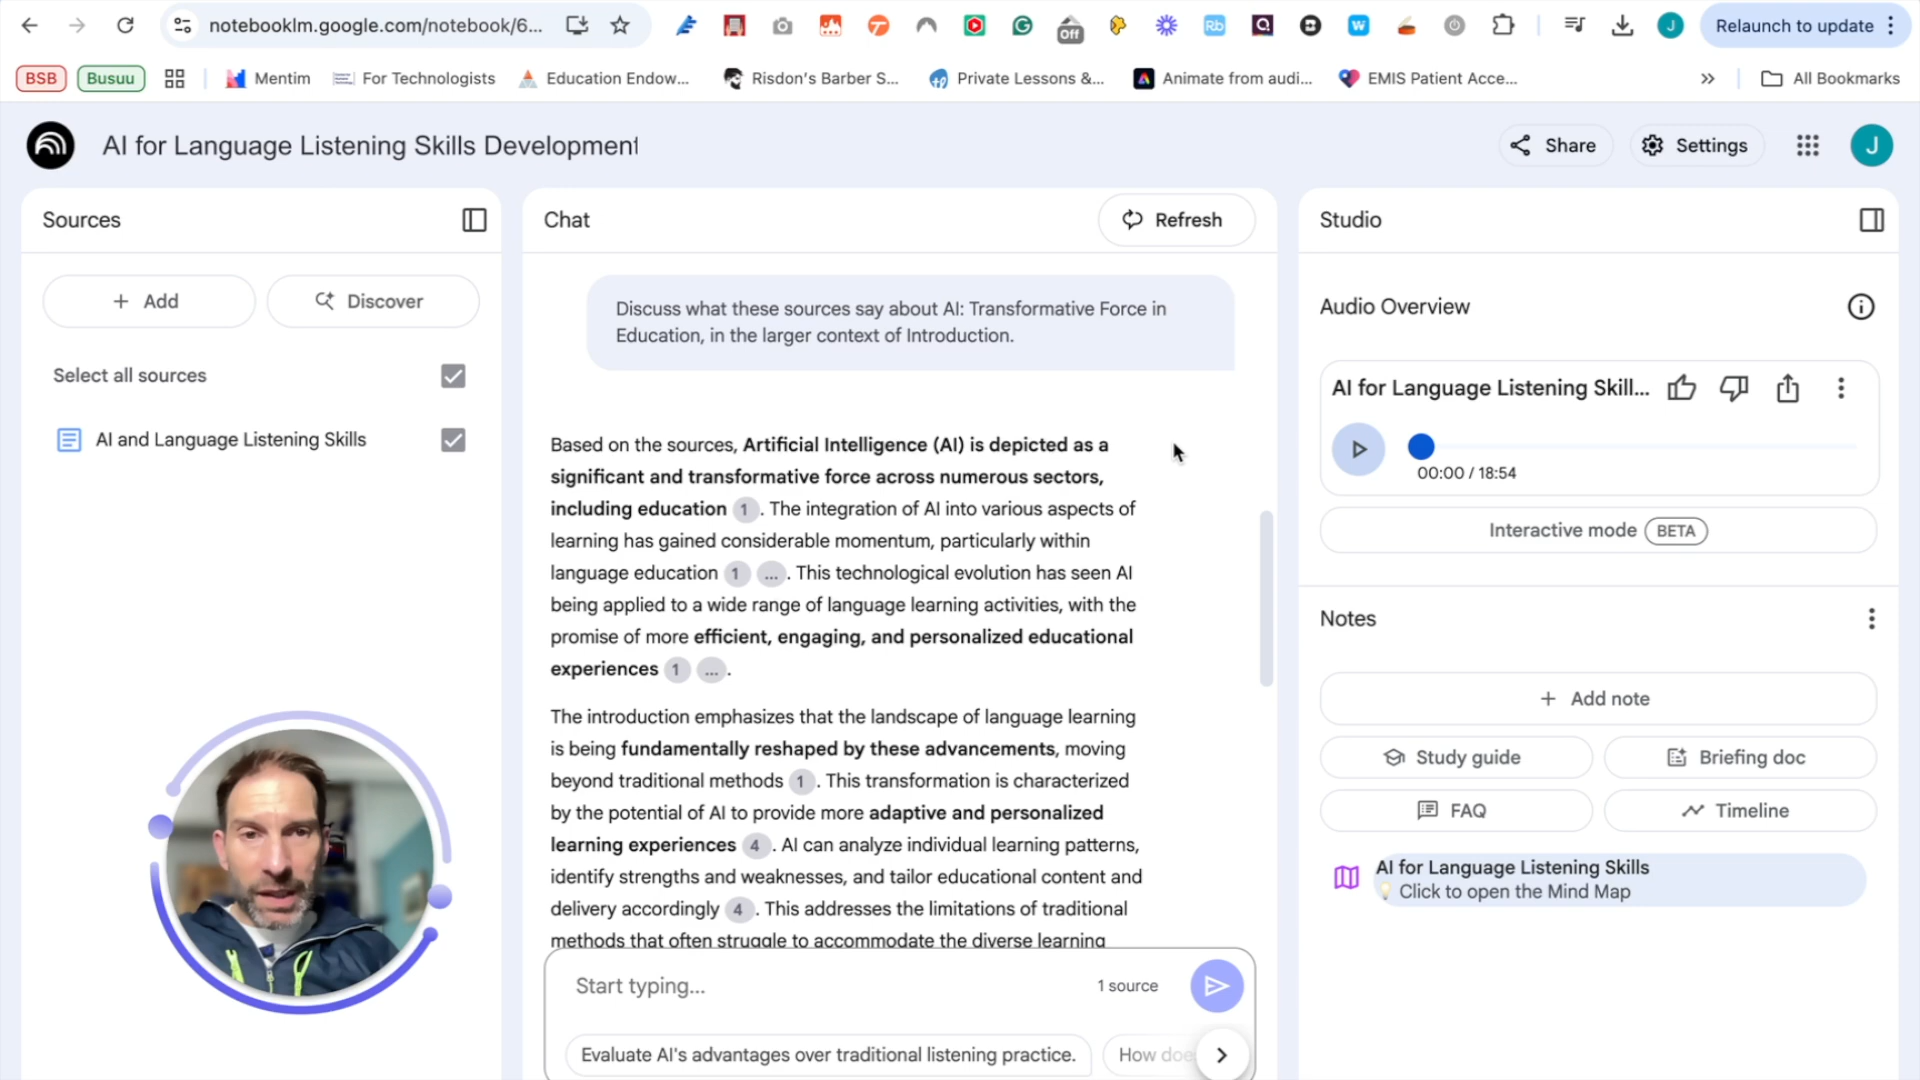 notebooklm.google.com/notebook/6...
Off
Rb
W
J
Relaunch to update
BSB
Busuu
Mentim
For Technologists
Education Endow...
Risdon's Barber S...
Private Lessons &...
Animate from audi...
EMIS Patient Acce...
All Bookmarks
AI for Language Listening Skills Development
Share
Settings
J
Sources
Add
Discover
Select all sources
AI and Language Listening Skills
Chat
Refresh
Discuss what these sources say about AI: Transformative Force in
Education, in the larger context of Introduction.
Based on the sources, Artificial Intelligence (AI) is depicted as a
significant and transformative force across numerous sectors,
including education 1 . The integration of AI into various aspects of
learning has gained considerable momentum, particularly within
language education 1 ... . This technological evolution has seen AI
being applied to a wide range of language learning activities, with the
promise of more efficient, engaging, and personalized educational
experiences 1 ... .
The introduction emphasizes that the landscape of language learning
is being fundamentally reshaped by these advancements, moving
beyond traditional methods 1 . This transformation is characterized
by the potential of AI to provide more adaptive and personalized
learning experiences 4 . AI can analyze individual learning patterns,
identify strengths and weaknesses, and tailor educational content and
delivery accordingly 4 . This addresses the limitations of traditional
methods that often struggle to accommodate the diverse learning
Start typing...
1 source
Evaluate AI's advantages over traditional listening practice.
How doe
Studio
Audio Overview
AI for Language Listening Skill...
00:00 / 18:54
Interactive mode BETA
Notes
+ Add note
Study guide
Briefing doc
FAQ
Timeline
AI for Language Listening Skills
Click to open the Mind Map